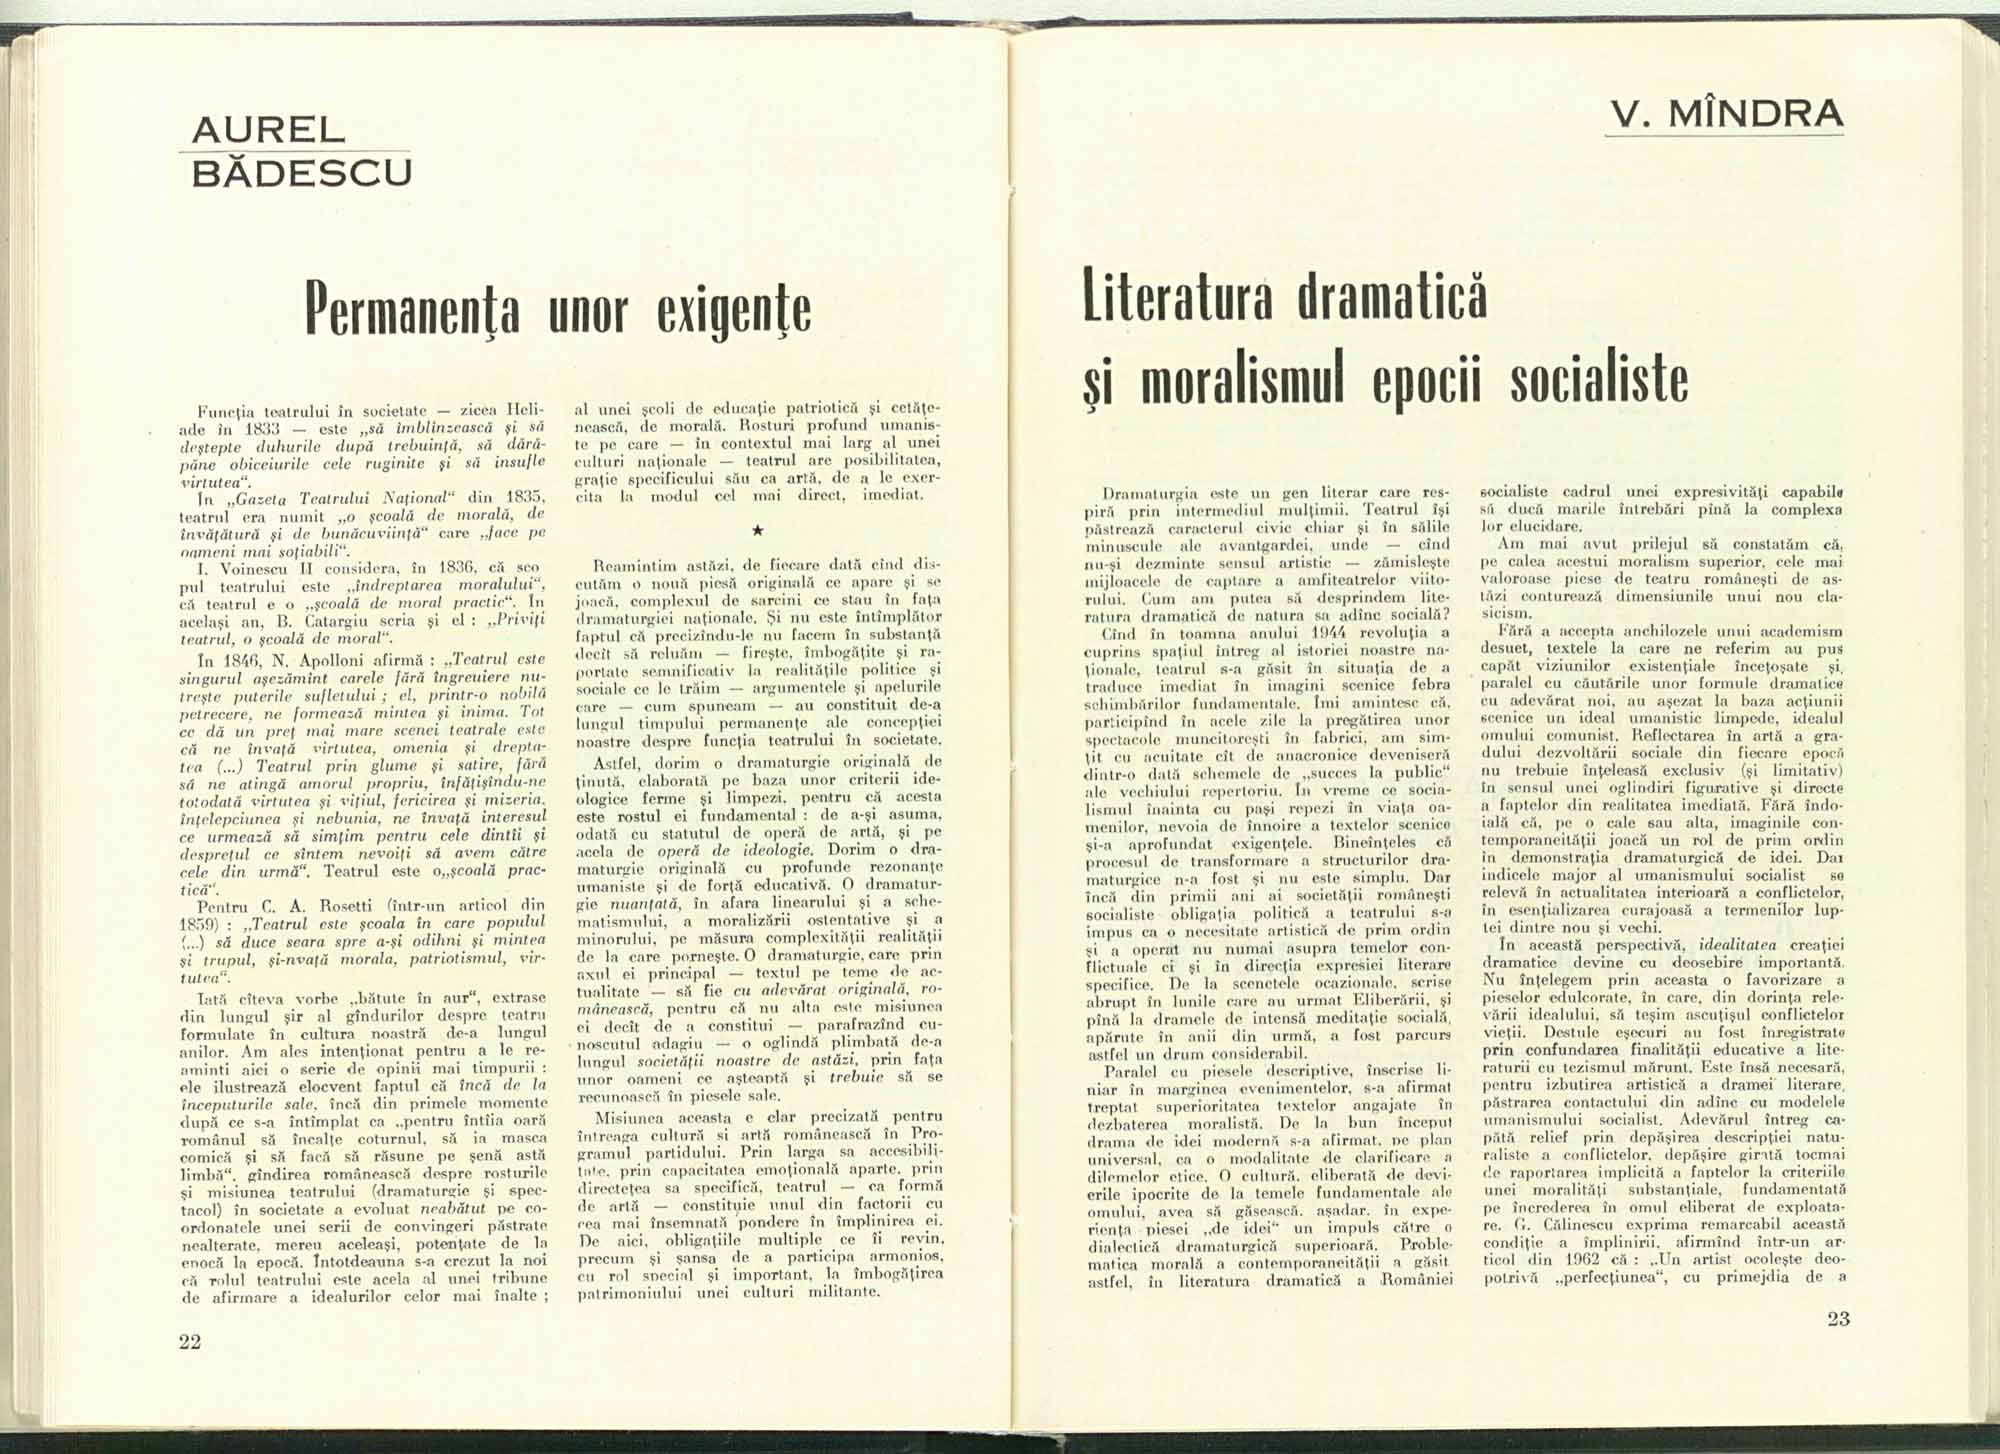 AUREL
BĂDESCU
Permanenţa unor exigenţe
Funcţia teatrului în societate — zicea Heli-
ade în 1833 — este „să îmblînzească şi să
deştepte duhurile după trebuinţă, să dără-
păne obiceiurile cele ruginite şi să insufle
virtutea“.
In „Gazeta Teatrului Naţional“ din 1835,
teatrul era numit „o şcoală de morală, de
învăţătură şi de bunăcuviinţă“ care „face pe
oameni mai soţiabili“.
I. Voinescu II considera, în 1836, că sco
pul teatrului este „îndreptarea moralului“,
că teatrul e o „şcoală de moral practic“. In
acelaşi an, B. Catargiu scria şi el : „Priviţi
teatrul, o şcoală de moral“.
In 1846, N. Apolloni afirmă : „Teatrul este
singurul aşezămînt carele fără îngreuiere nu-
treşte puterile sufletului ; el, printr-o nobilă
petrecere, ne formează mintea şi inima. Tot
ce dă un preţ mai mare scenei teatrale este
că ne învaţă virtutea, omenia şi drepta-
tea (...) Teatrul prin glume şi satire, fără
să ne atingă amorul propriu, înfăţişîndu-ne
totodată virtutea şi viţiul, fericirea şi mizeria,
înţelepciunea şi nebunia, ne învaţă interesul
ce urmează să simţim pentru cele dintîi şi
despreţul ce sîntem nevoiţi să avem către
cele din urmă“. Teatrul este o„şcoală prac-
tică“.
Pentru C. A. Rosetti (într-un articol din
1859) : „Teatrul este şcoala în care populul
(...) să duce seara spre a-şi odihni şi mintea
şi trupul, şi-nvaţă morala, patriotismul, vir-
tutea“.
Iată cîteva vorbe „bătute în aur“, extrase
din lungul şir al gîndurilor despre teatru
formulate în cultura noastră de-a lungul
anilor. Am ales intenţionat pentru a le re-
aminti aici o serie de opinii mai timpurii :
ele ilustrează elocvent faptul că încă de la
începuturile sale, încă din primele momente
după ce s-a întîmplat ca „pentru întîia oară
românul să încalţe coturnul, să ia masca
comică şi să facă să răsune pe şenă astă
limbă“, gîndirea românească despre rosturile
şi misiunea teatrului (dramaturgie şi spec-
tacol) în societate a evoluat neabătut pe co-
ordonatele unei serii de convingeri păstrate
nealterate, mereu aceleaşi, potenţate de la
epocă la epocă. Întotdeauna s-a crezut la noi
că rolul teatrului este acela al unei tribune
de afirmare a idealurilor celor mai înalte ;
al unei şcoli de educaţie patriotică şi cetăţe-
nească, de morală. Rosturi profund umanis-
te pe care — în contextul mai larg al unei
culturi naţionale — teatrul are posibilitatea,
graţie specificului său ca artă, de a le exer-
cita la modul cel mai direct, imediat.
★
Reamintim astăzi, de fiecare dată cînd dis-
cutăm o nouă piesă originală ce apare şi se
joacă, complexul de sarcini ce stau în faţa
dramaturgiei naţionale. Şi nu este întîmplător
faptul că precizîndu-le nu facem în substanţă
decît să reluăm — fireşte, îmbogăţite şi ra-
portate semnificativ la realităţile politice şi
sociale ce le trăim — argumentele şi apelurile
care — cum spuneam — au constituit de-a
lungul timpului permanenţe ale concepţiei
noastre despre funcţia teatrului în societate.
Astfel, dorim o dramaturgie originală de
ţinută, elaborată pe baza unor criterii ide-
ologice ferme şi limpezi, pentru că acesta
este rostul ei fundamental : de a-şi asuma,
odată cu statutul de operă de artă, şi pe
acela de operă de ideologie. Dorim o dra-
maturgie originală cu profunde rezonanţe
umaniste şi de forţă educativă. O dramatur-
gie nuanţată, în afara linearului şi a sche-
matismului, a moralizării ostentative şi a
minorului, pe măsura complexităţii realităţii
de la care porneşte. O dramaturgie, care prin
axul ei principal — textul pe teme de ac-
tualitate — să fie cu adevărat originală, ro-
mânească, pentru că nu alta este misiunea
ei decît de a constitui — parafrazînd cu-
noscutul adagiu — o oglindă plimbată de-a
lungul societăţii noastre de astăzi, prin faţa
unor oameni ce aşteaptă şi trebuie să se
recunoască în piesele sale.
Misiunea aceasta e clar precizată pentru
întreaga cultură si artă românească în Pro-
gramul partidului. Prin larga sa accesibili-
tate, prin capacitatea emoţională aparte, prin
directeţea sa specifică, teatrul — ca formă
de artă — constituie unul din factorii cu
cea mai însemnată pondere în împlinirea ei.
De aici, obligaţiile multiple ce îi revin,
precum şi şansa de a participa armonios,
cu rol special şi important, la îmbogăţirea
patrimoniului unei culturi militante.
22
V. MÎNDRA
Literatura dramatică
şi moralismul epocii socialiste
Dramaturgia este un gen literar care res-
piră prin intermediul mulţimii. Teatrul îşi
păstrează caracterul civic chiar şi în sălile
minuscule ale avantgardei, unde — cînd
nu-şi dezminte sensul artistic — zămisleşte
mijloacele de captare a amfiteatrelor viito-
rului. Cum am putea să desprindem lite-
ratura dramatică de natura sa adînc socială?
Cînd în toamna anului 1944 revoluţia a
cuprins spaţiul întreg al istoriei noastre na-
ţionale, teatrul s-a găsit în situaţia de a
traduce imediat în imagini scenice febra
schimbărilor fundamentale. Imi amintesc că,
participînd în acele zile la pregătirea unor
spectacole muncitoreşti în fabrici, am sim-
ţit cu acuitate cît de anacronice deveniseră
dintr-o dată schemele de „succes la public“
ale vechiului repertoriu. In vreme ce socia-
lismul înainta cu paşi repezi în viaţa oa-
menilor, nevoia de înnoire a textelor scenice
şi-a aprofundat exigenţele. Bineînţeles că
procesul de transformare a structurilor dra-
maturgice n-a fost şi nu este simplu. Dar
încă din primii ani ai societăţii româneşti
socialiste obligaţia politică a teatrului s-a
impus ca o necesitate artistică de prim ordin
şi a operat nu numai asupra temelor con-
flictuale ci şi în direcţia expresiei literare
specifice. De la scenetele ocazionale, scrise
abrupt în lunile care au urmat Eliberării, şi
pînă la dramele de intensă meditaţie socială,
apărute în anii din urmă, a fost parcurs
astfel un drum considerabil.
Paralel cu piesele descriptive, înscrise li-
niar în marginea evenimentelor, s-a afirmat
treptat superioritatea textelor angajate în
dezbaterea moralistă. De la bun început
drama de idei modernă s-a afirmat, pe plan
universal, ca o modalitate de clarificare a
dilemelor etice. O cultură, eliberată de devi-
erile ipocrite de la temele fundamentale ale
omului, avea să găsească, aşadar, în expe-
rienţa piesei „de idei“ un impuls către o
dialectică dramaturgică superioară. Proble-
matica morală a contemporaneităţii a găsit
astfel, în literatura dramatică a României
socialiste cadrul unei expresivităţi capabile
să ducă marile întrebări pînă la complexa
lor elucidare.
Am mai avut prilejul să constatăm că,
pe calea acestui moralism superior, cele mai
valoroase piese de teatru româneşti de as-
tăzi conturează dimensiunile unui nou cla-
sicism.
Fără a accepta anchilozele unui academism
desuet, textele la care ne referim au pus
capăt viziunilor existenţiale înceţoşate şi,
paralel cu căutările unor formule dramatice
cu adevărat noi, au aşezat la baza acţiunii
scenice un ideal umanistic limpede, idealul
omului comunist. Reflectarea în artă a gra-
dului dezvoltării sociale din fiecare epocă
nu trebuie înţeleasă exclusiv (şi limitativ)
în sensul unei oglindiri figurative şi directe
a faptelor din realitatea imediată. Fără îndo-
ială că, pe o cale sau alta, imaginile con-
temporaneităţii joacă un rol de prim ordin
în demonstraţia dramaturgică de idei. Dar
indicele major al umanismului socialist se
relevă în actualitatea interioară a conflictelor,
în esenţializarea curajoasă a termenilor lup-
tei dintre nou şi vechi.
In această perspectivă, idealitatea creaţiei
dramatice devine cu deosebire importantă.
Nu înţelegem prin aceasta o favorizare a
pieselor edulcorate, în care, din dorinţa rele-
vării idealului, să teşim ascuţişul conflictelor
vieţii. Destule eşecuri au fost înregistrate
prin confundarea finalităţii educative a lite-
raturii cu tezismul mărunt. Este însă necesară,
pentru izbutirea artistică a dramei literare,
păstrarea contactului din adînc cu modelele
umanismului socialist. Adevărul întreg ca-
pătă relief prin depăşirea descripţiei natu-
raliste a conflictelor, depăşire girată tocmai
de raportarea implicită a faptelor la criteriile
unei moralităţi substanţiale, fundamentată
pe încrederea în omul eliberat de exploata-
re. G. Călinescu exprima remarcabil această
condiţie a împlinirii, afirmînd într-un ar-
ticol din 1962 că : „Un artist ocoleşte deo-
potrivă „perfecţiunea“, cu primejdia de a
23